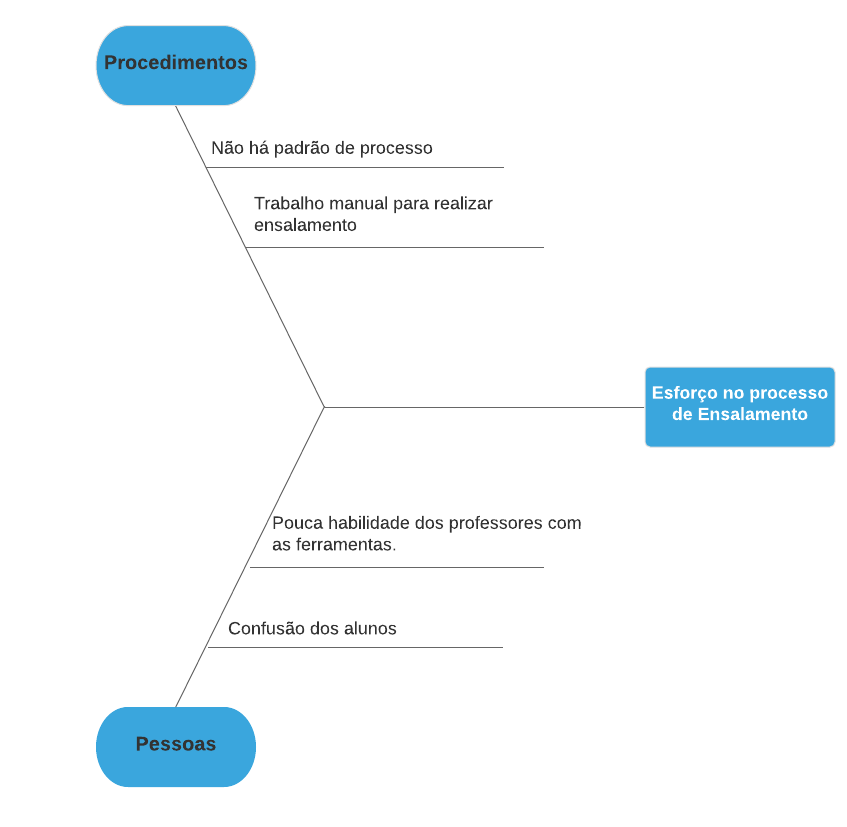 Procedimentos
Não há padrão de processo
Trabalho manual para realizar
ensalamento
Esforço no processo
de Ensalamento
Pouca habilidade dos professores com
as ferramentas.
Confusão dos alunos
Pessoas